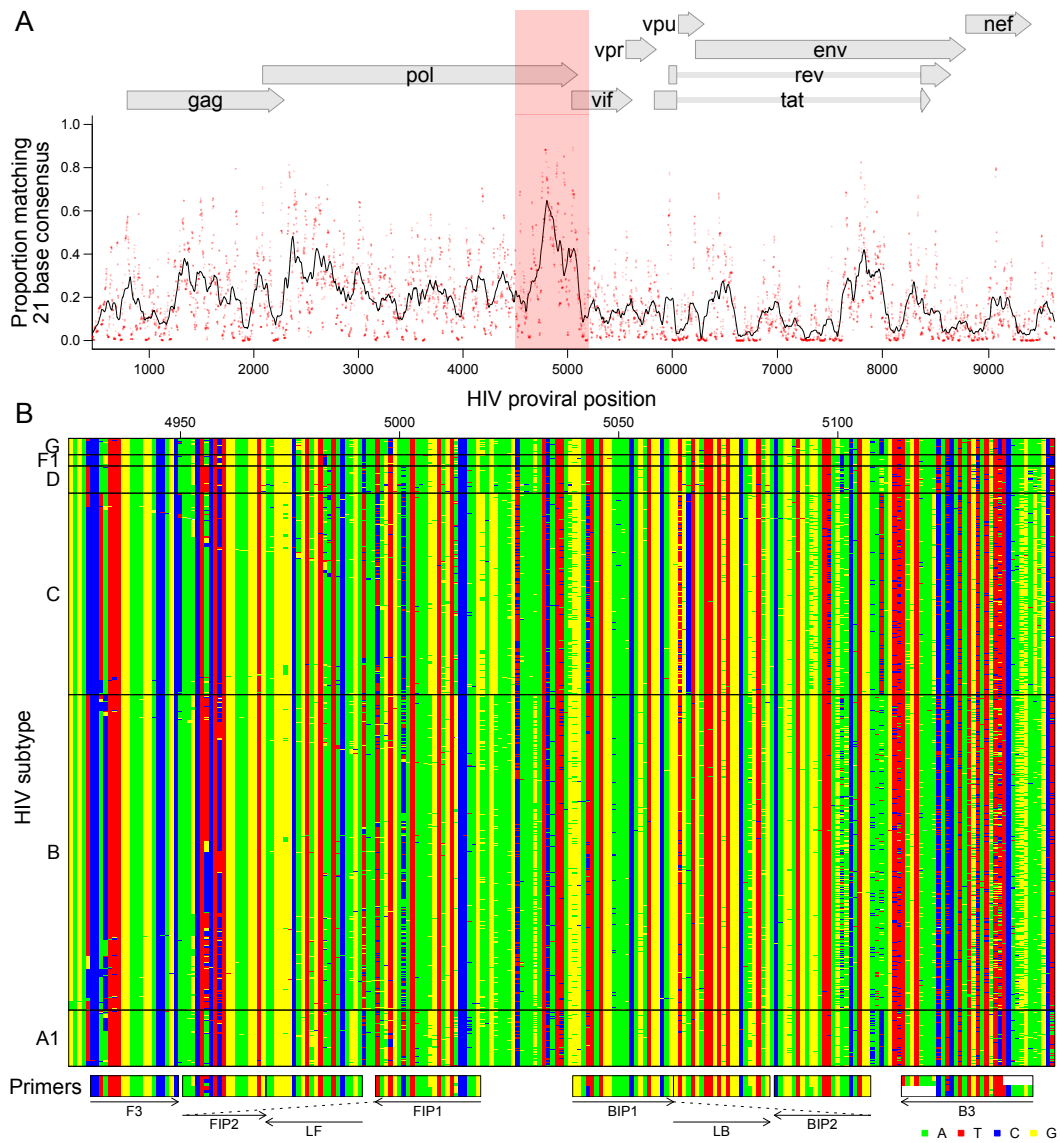 A
vpu
nef
vpr
env
pol
rev
gag
vif
tat
Proportion matching
21 base consensus
1.0
0.8
0.6
0.4
0.2
0.0
1000 2000 3000 4000 5000 6000 7000 8000 9000
HIV proviral position
B
4950 5000 5050 5100
HIV subtype
G
F1
D
C
B
A1
Primers
F3 FIP1 BIP1 B3
FIP2 LF LB BIP2
A T C G